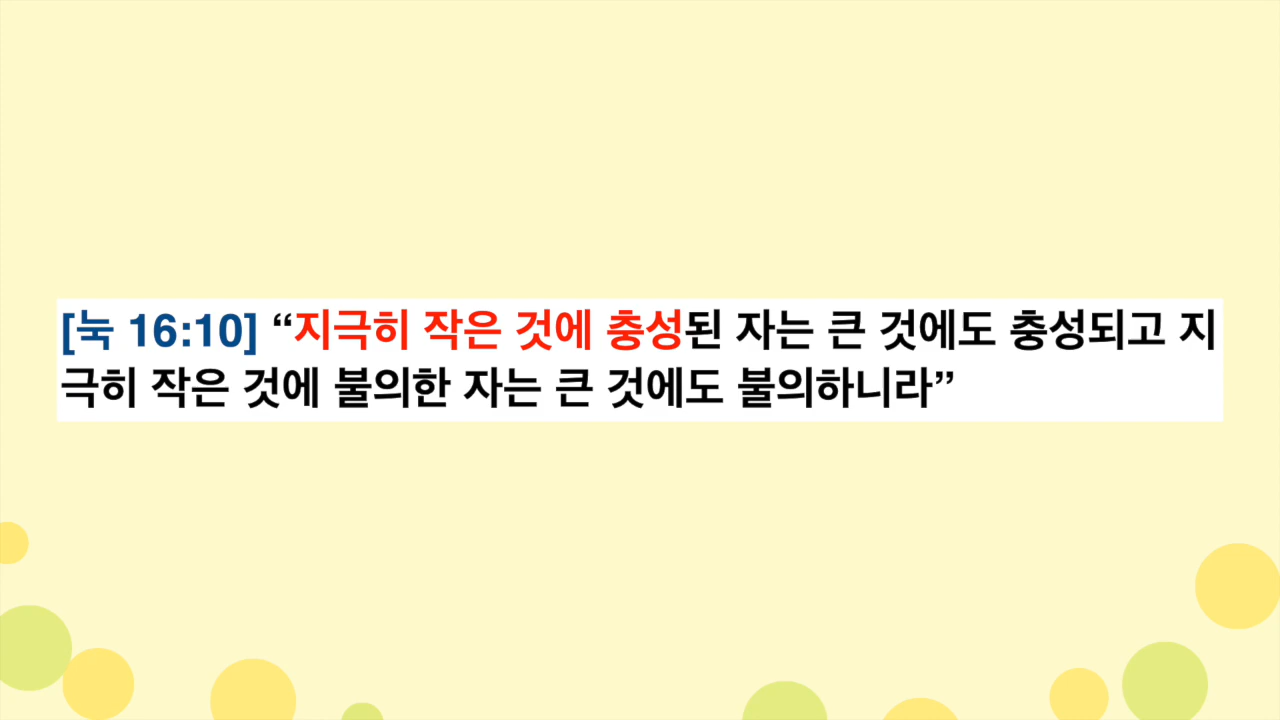 [눅 16:10] “지극히 작은 것에 충성된 자는 큰 것에도 충성되고 지
극히 작은 것에 불의한 자는 큰 것에도 불의하니라”